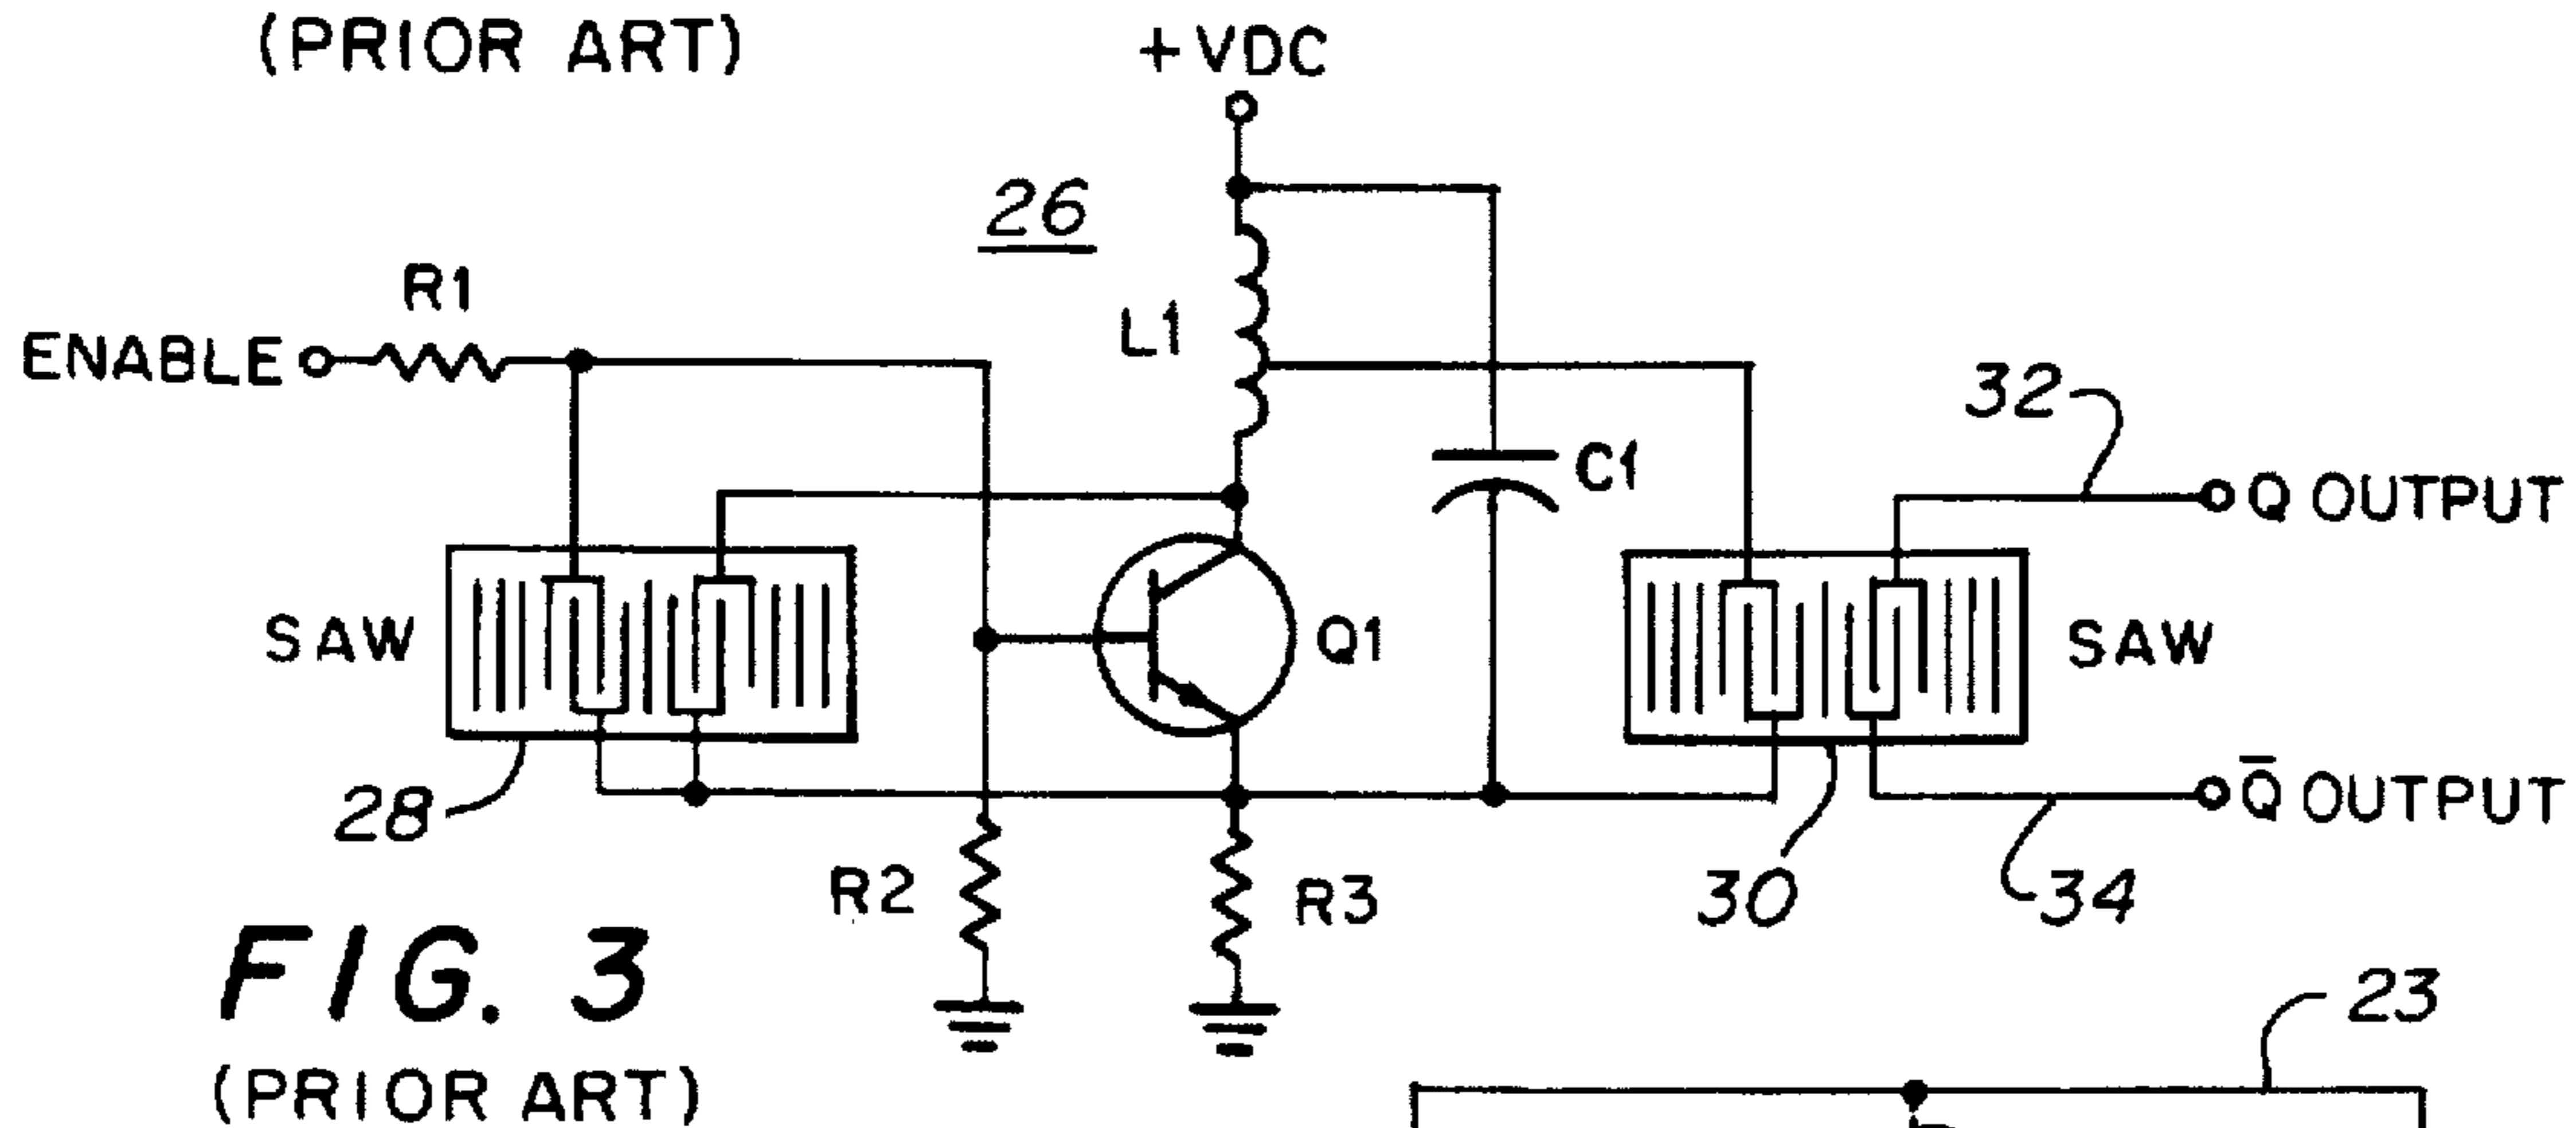 (PRIOR ART)
+VDC
26
R1
L1
ENABLE
32
C1
Q OUTPUT
SAW
Q1
SAW
28
Q̅ OUTPUT
R2
R3
30
34
FIG. 3
23
(PRIOR ART)